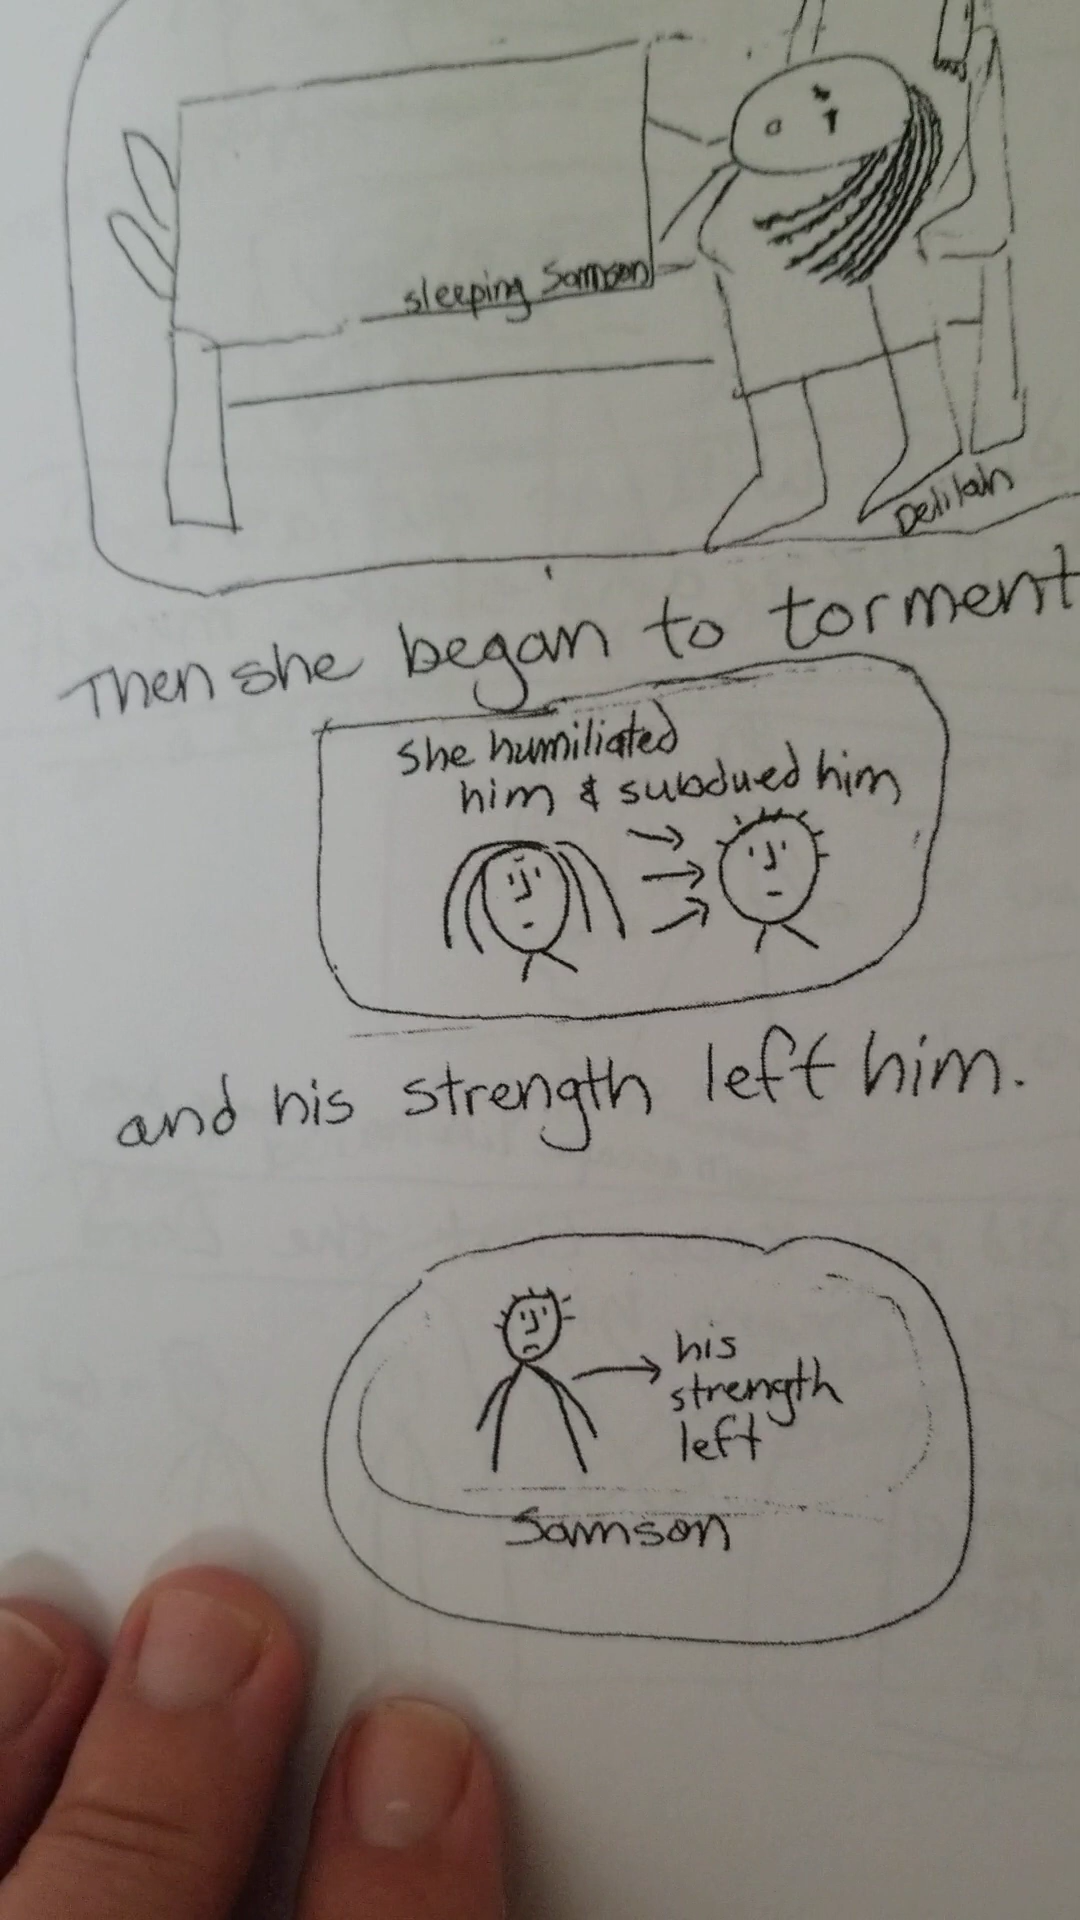 sleeping Samson
Delilah
Then she began to torment
she humiliated
him & subdued him
and his strength left him.
his
strength
left
Samson